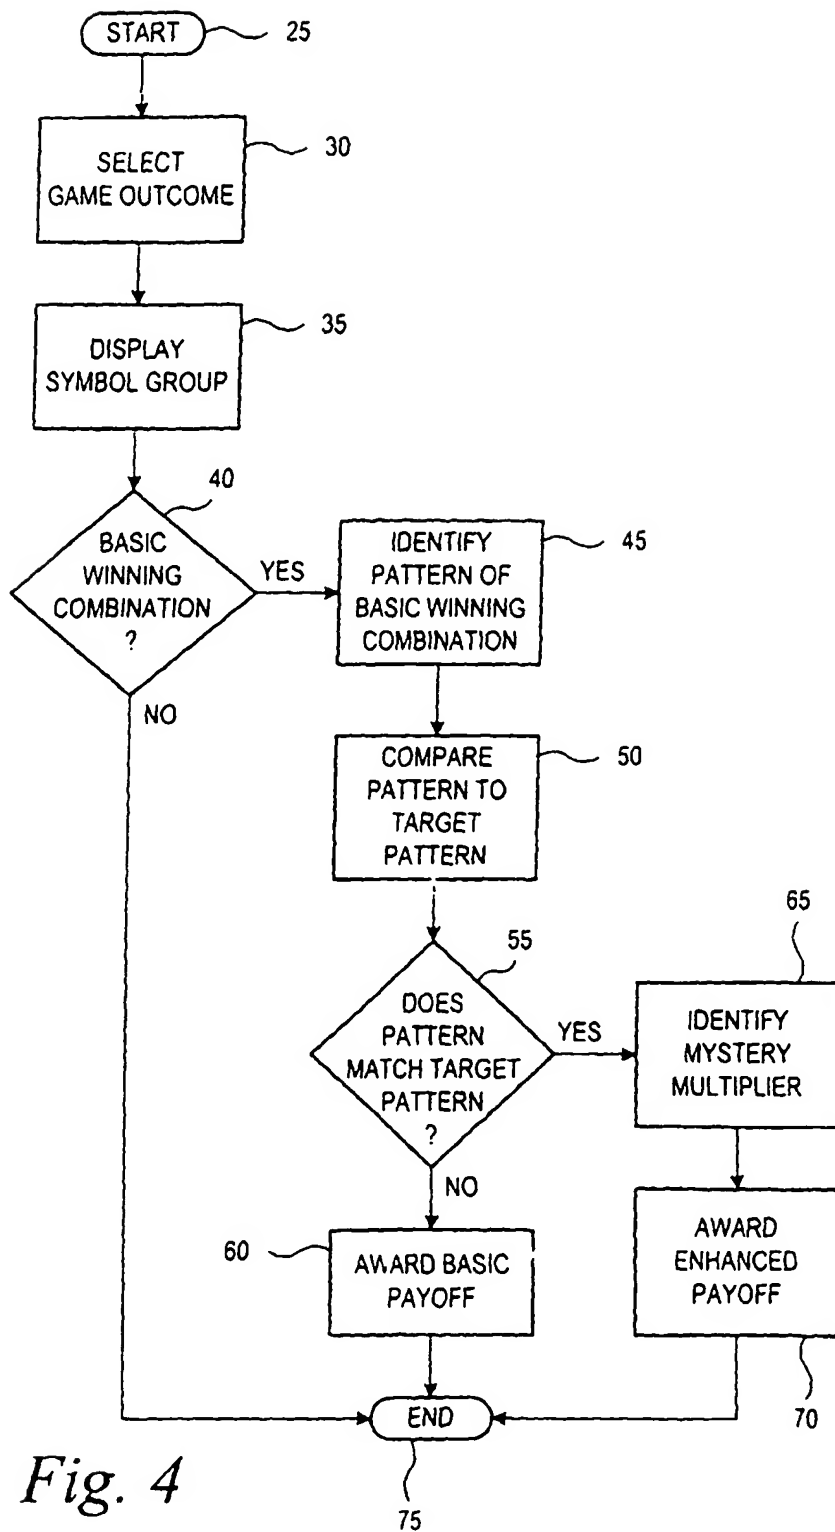 START
25
SELECT
GAME OUTCOME
30
DISPLAY
SYMBOL GROUP
35
BASIC
WINNING
COMBINATION
?
40
YES
NO
IDENTIFY
PATTERN OF
BASIC WINNING
COMBINATION
45
COMPARE
PATTERN TO
TARGET
PATTERN
50
DOES
PATTERN
MATCH TARGET
PATTERN
?
55
YES
NO
IDENTIFY
MYSTERY
MULTIPLIER
65
AWARD BASIC
PAYOFF
60
AWARD
ENHANCED
PAYOFF
70
END
75
Fig. 4